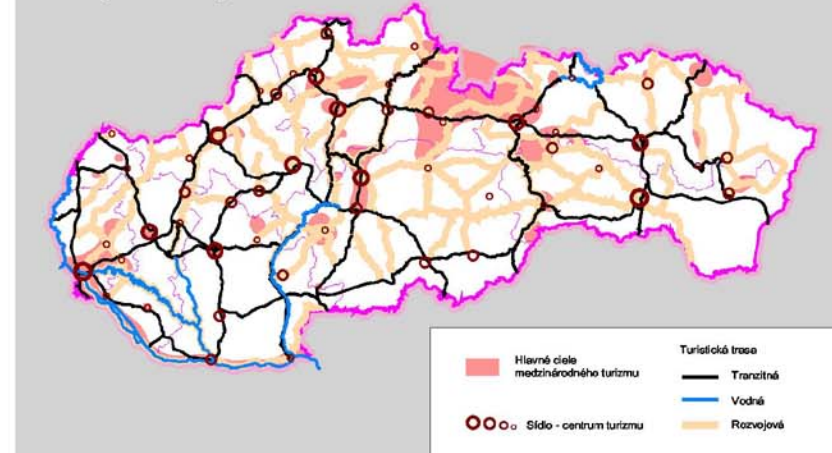 Hlavné ciele
medzinárodného turizmu
Sídlo - centrum turizmu
Turistická trasa
Tranzitná
Vodná
Rozvojová